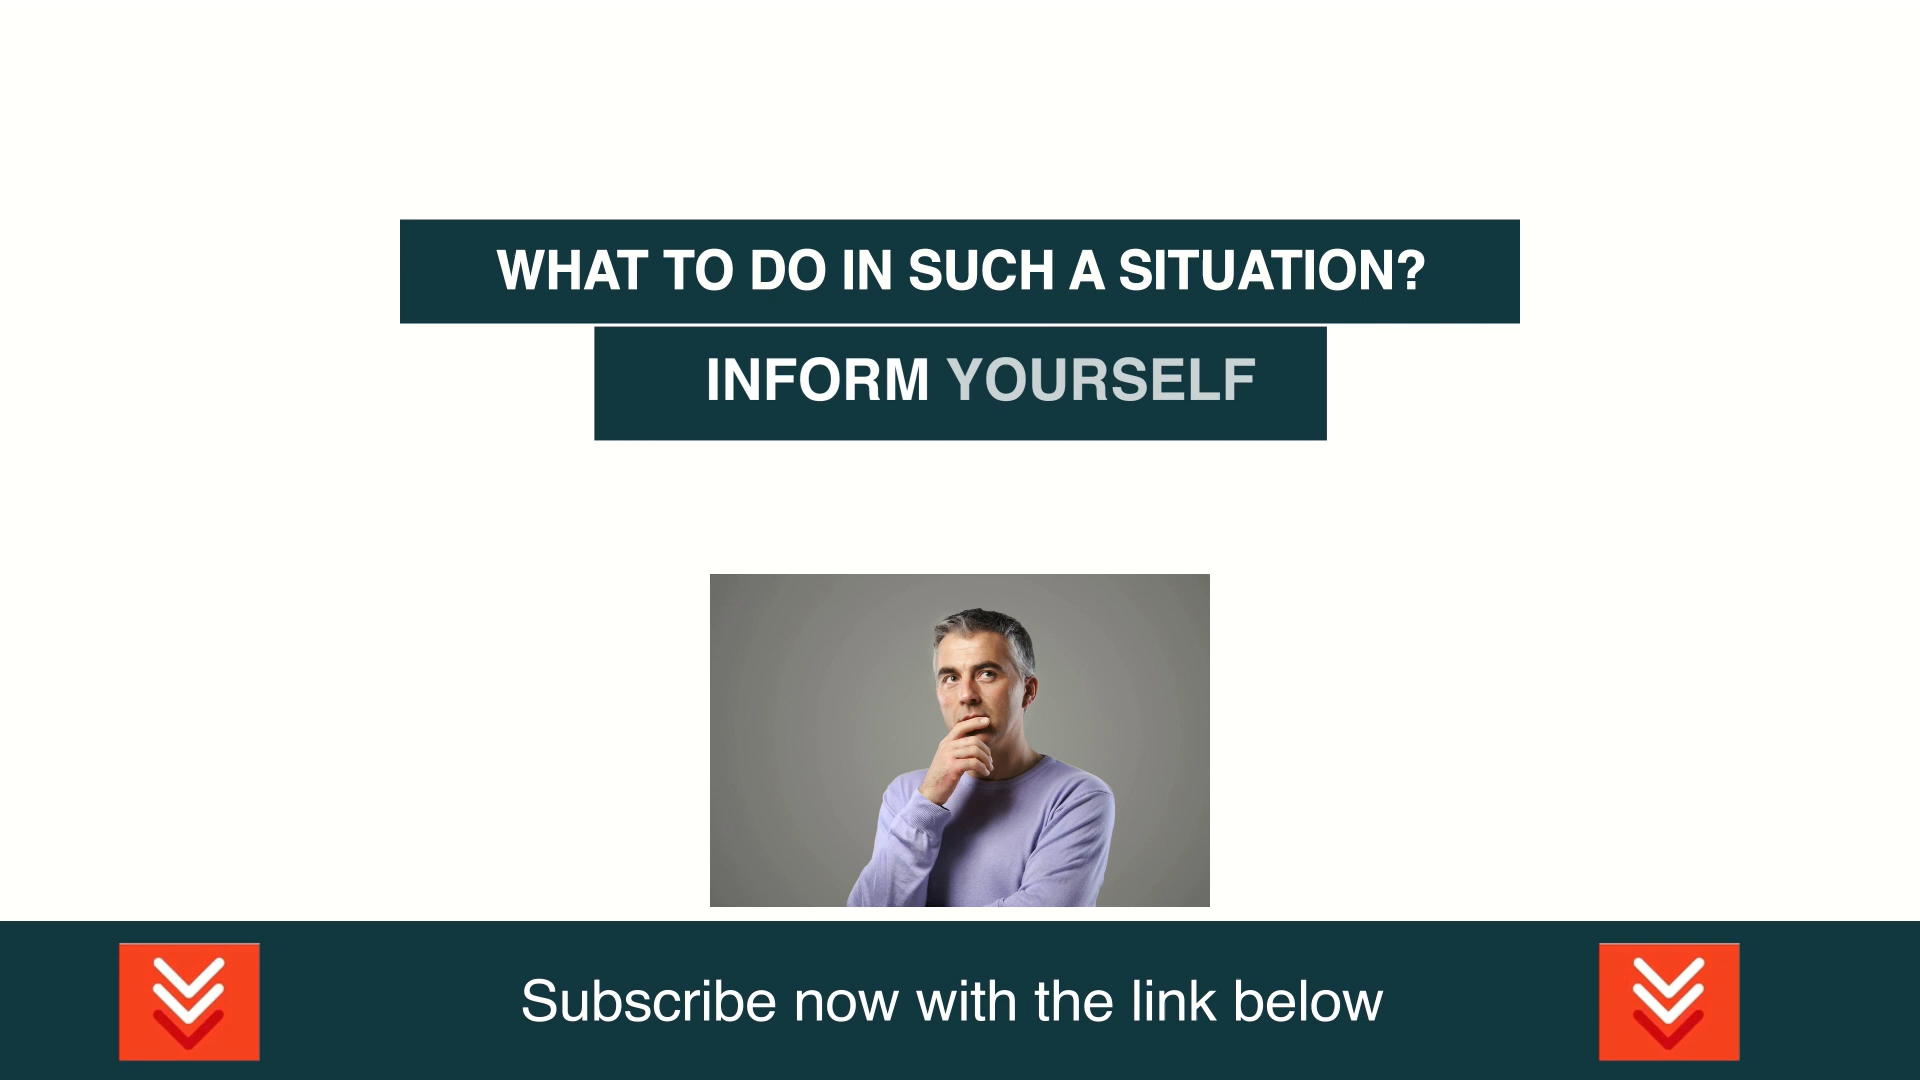 WHAT TO DO IN SUCH A SITUATION?
INFORM YOURSELF
Subscribe now with the link below